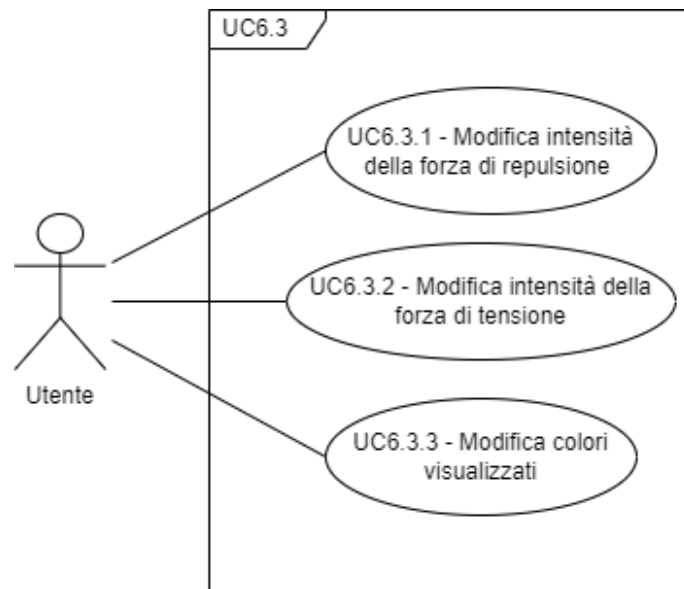 UC6.3
UC6.3.1 - Modifica intensità
della forza di repulsione
UC6.3.2 - Modifica intensità della
forza di tensione
Utente
UC6.3.3 - Modifica colori
visualizzati